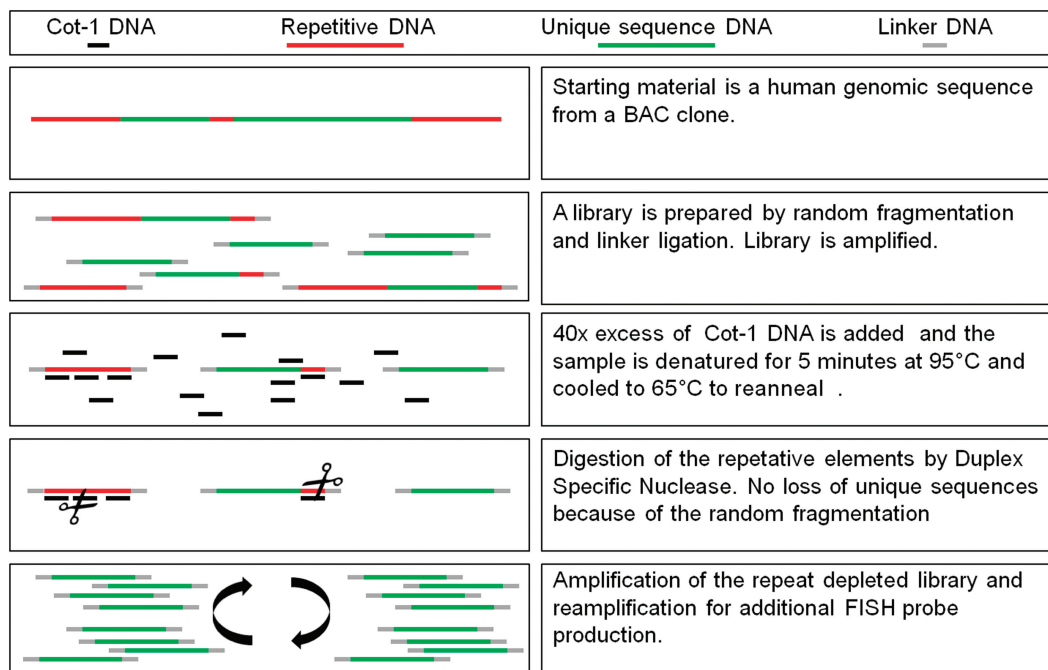 Cot-1 DNA Repetitive DNA Unique sequence DNA Linker DNA
Starting material is a human genomic sequence
from a BAC clone.
A library is prepared by random fragmentation
and linker ligation. Library is amplified.
40x excess of Cot-1 DNA is added and the
sample is denatured for 5 minutes at 95°C and
cooled to 65°C to reanneal .
Digestion of the repetative elements by Duplex
Specific Nuclease. No loss of unique sequences
because of the random fragmentation
Amplification of the repeat depleted library and
reamplification for additional FISH probe
production.